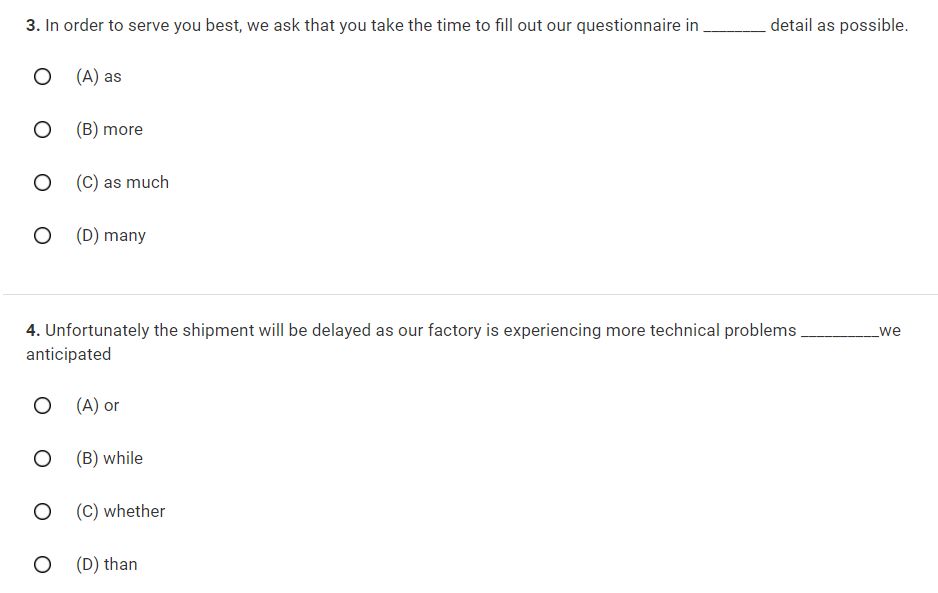 3. In order to serve you best, we ask that you take the time to fill out our questionnaire in ________ detail as possible.
(A) as
(B) more
(C) as much
(D) many
4. Unfortunately the shipment will be delayed as our factory is experiencing more technical problems __________we
anticipated
(A) or
(B) while
(C) whether
(D) than